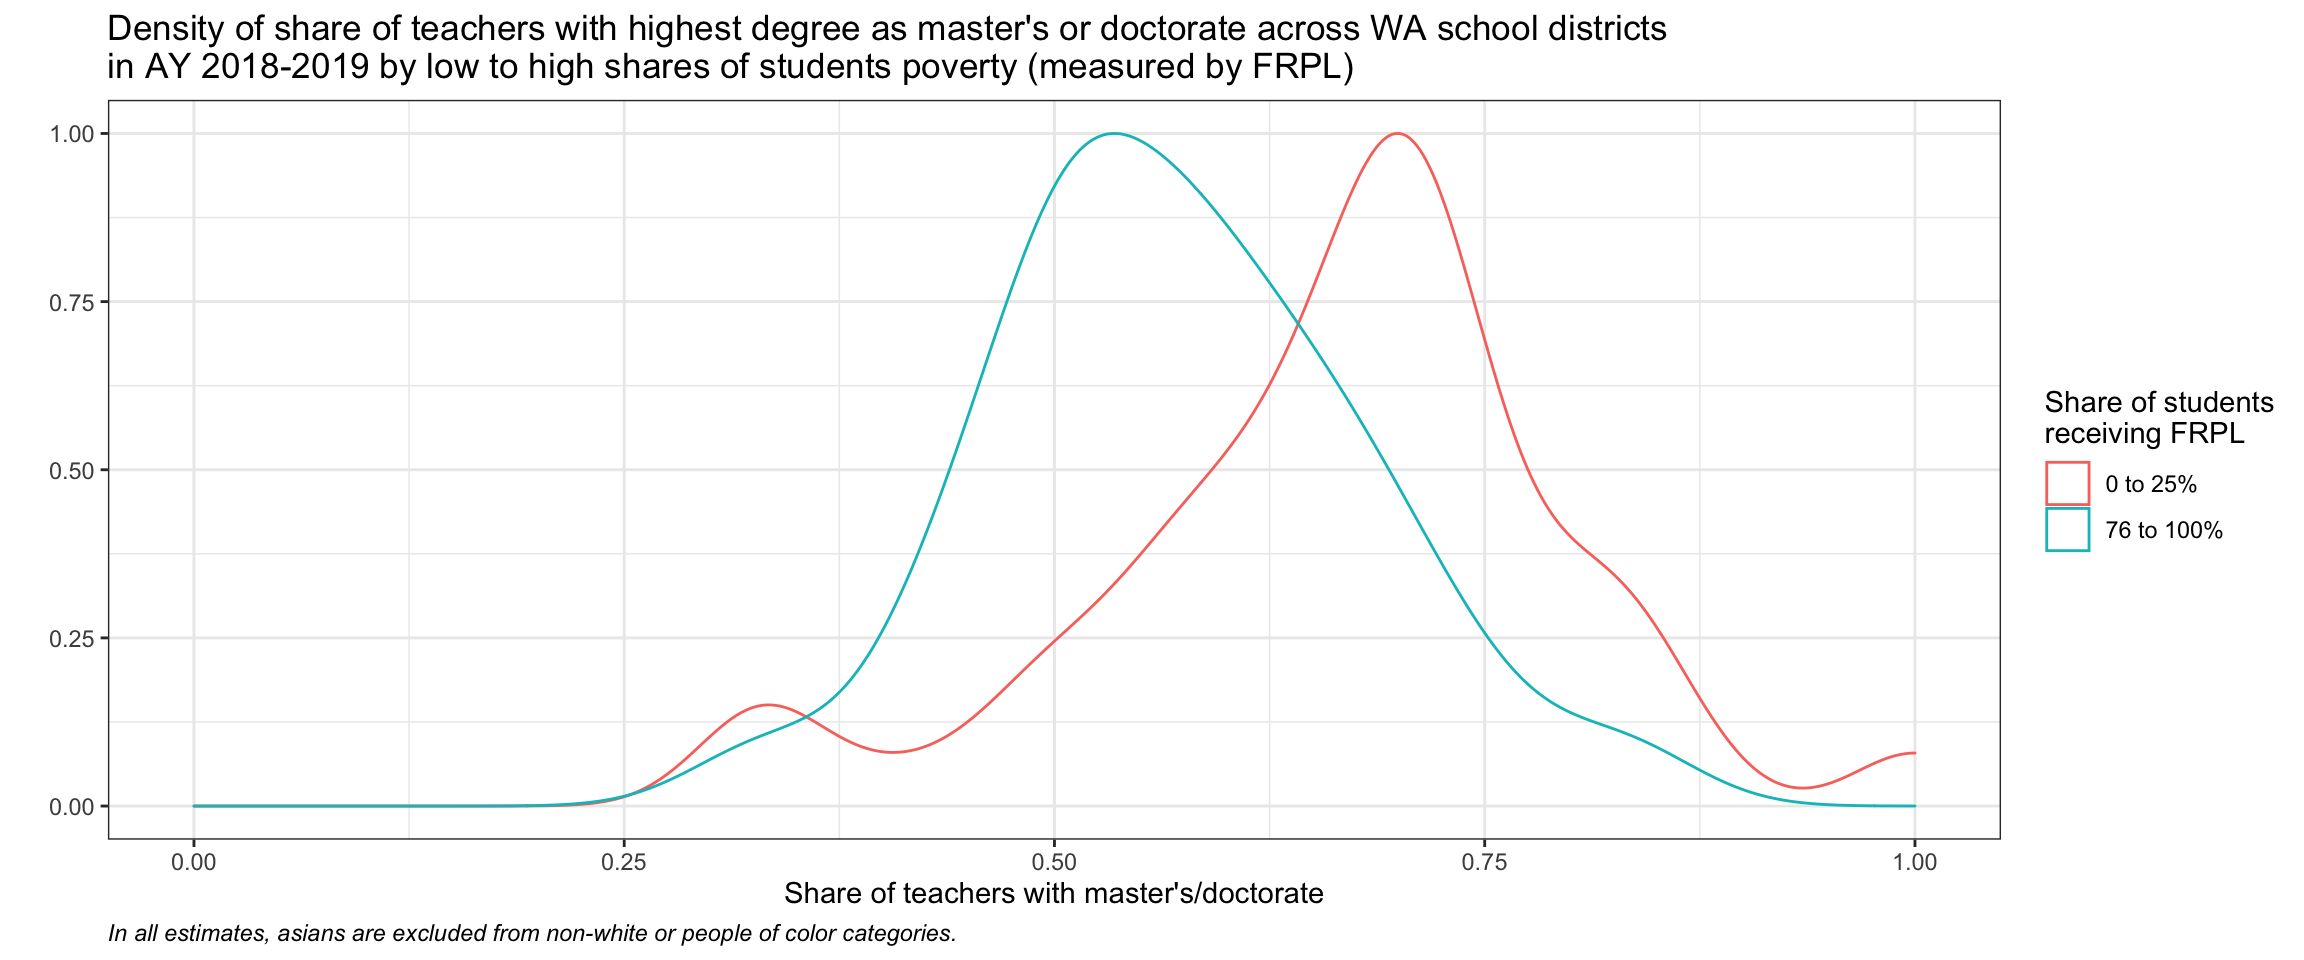 Density of share of teachers with highest degree as master's or doctorate across WA school districts
in AY 2018-2019 by low to high shares of students poverty (measured by FRPL)
1.00
0.75
0.50
0.25
0.00
0.00 0.25 0.50 0.75 1.00
Share of teachers with master's/doctorate
Share of students
receiving FRPL
0 to 25%
76 to 100%
In all estimates, asians are excluded from non-white or people of color categories.